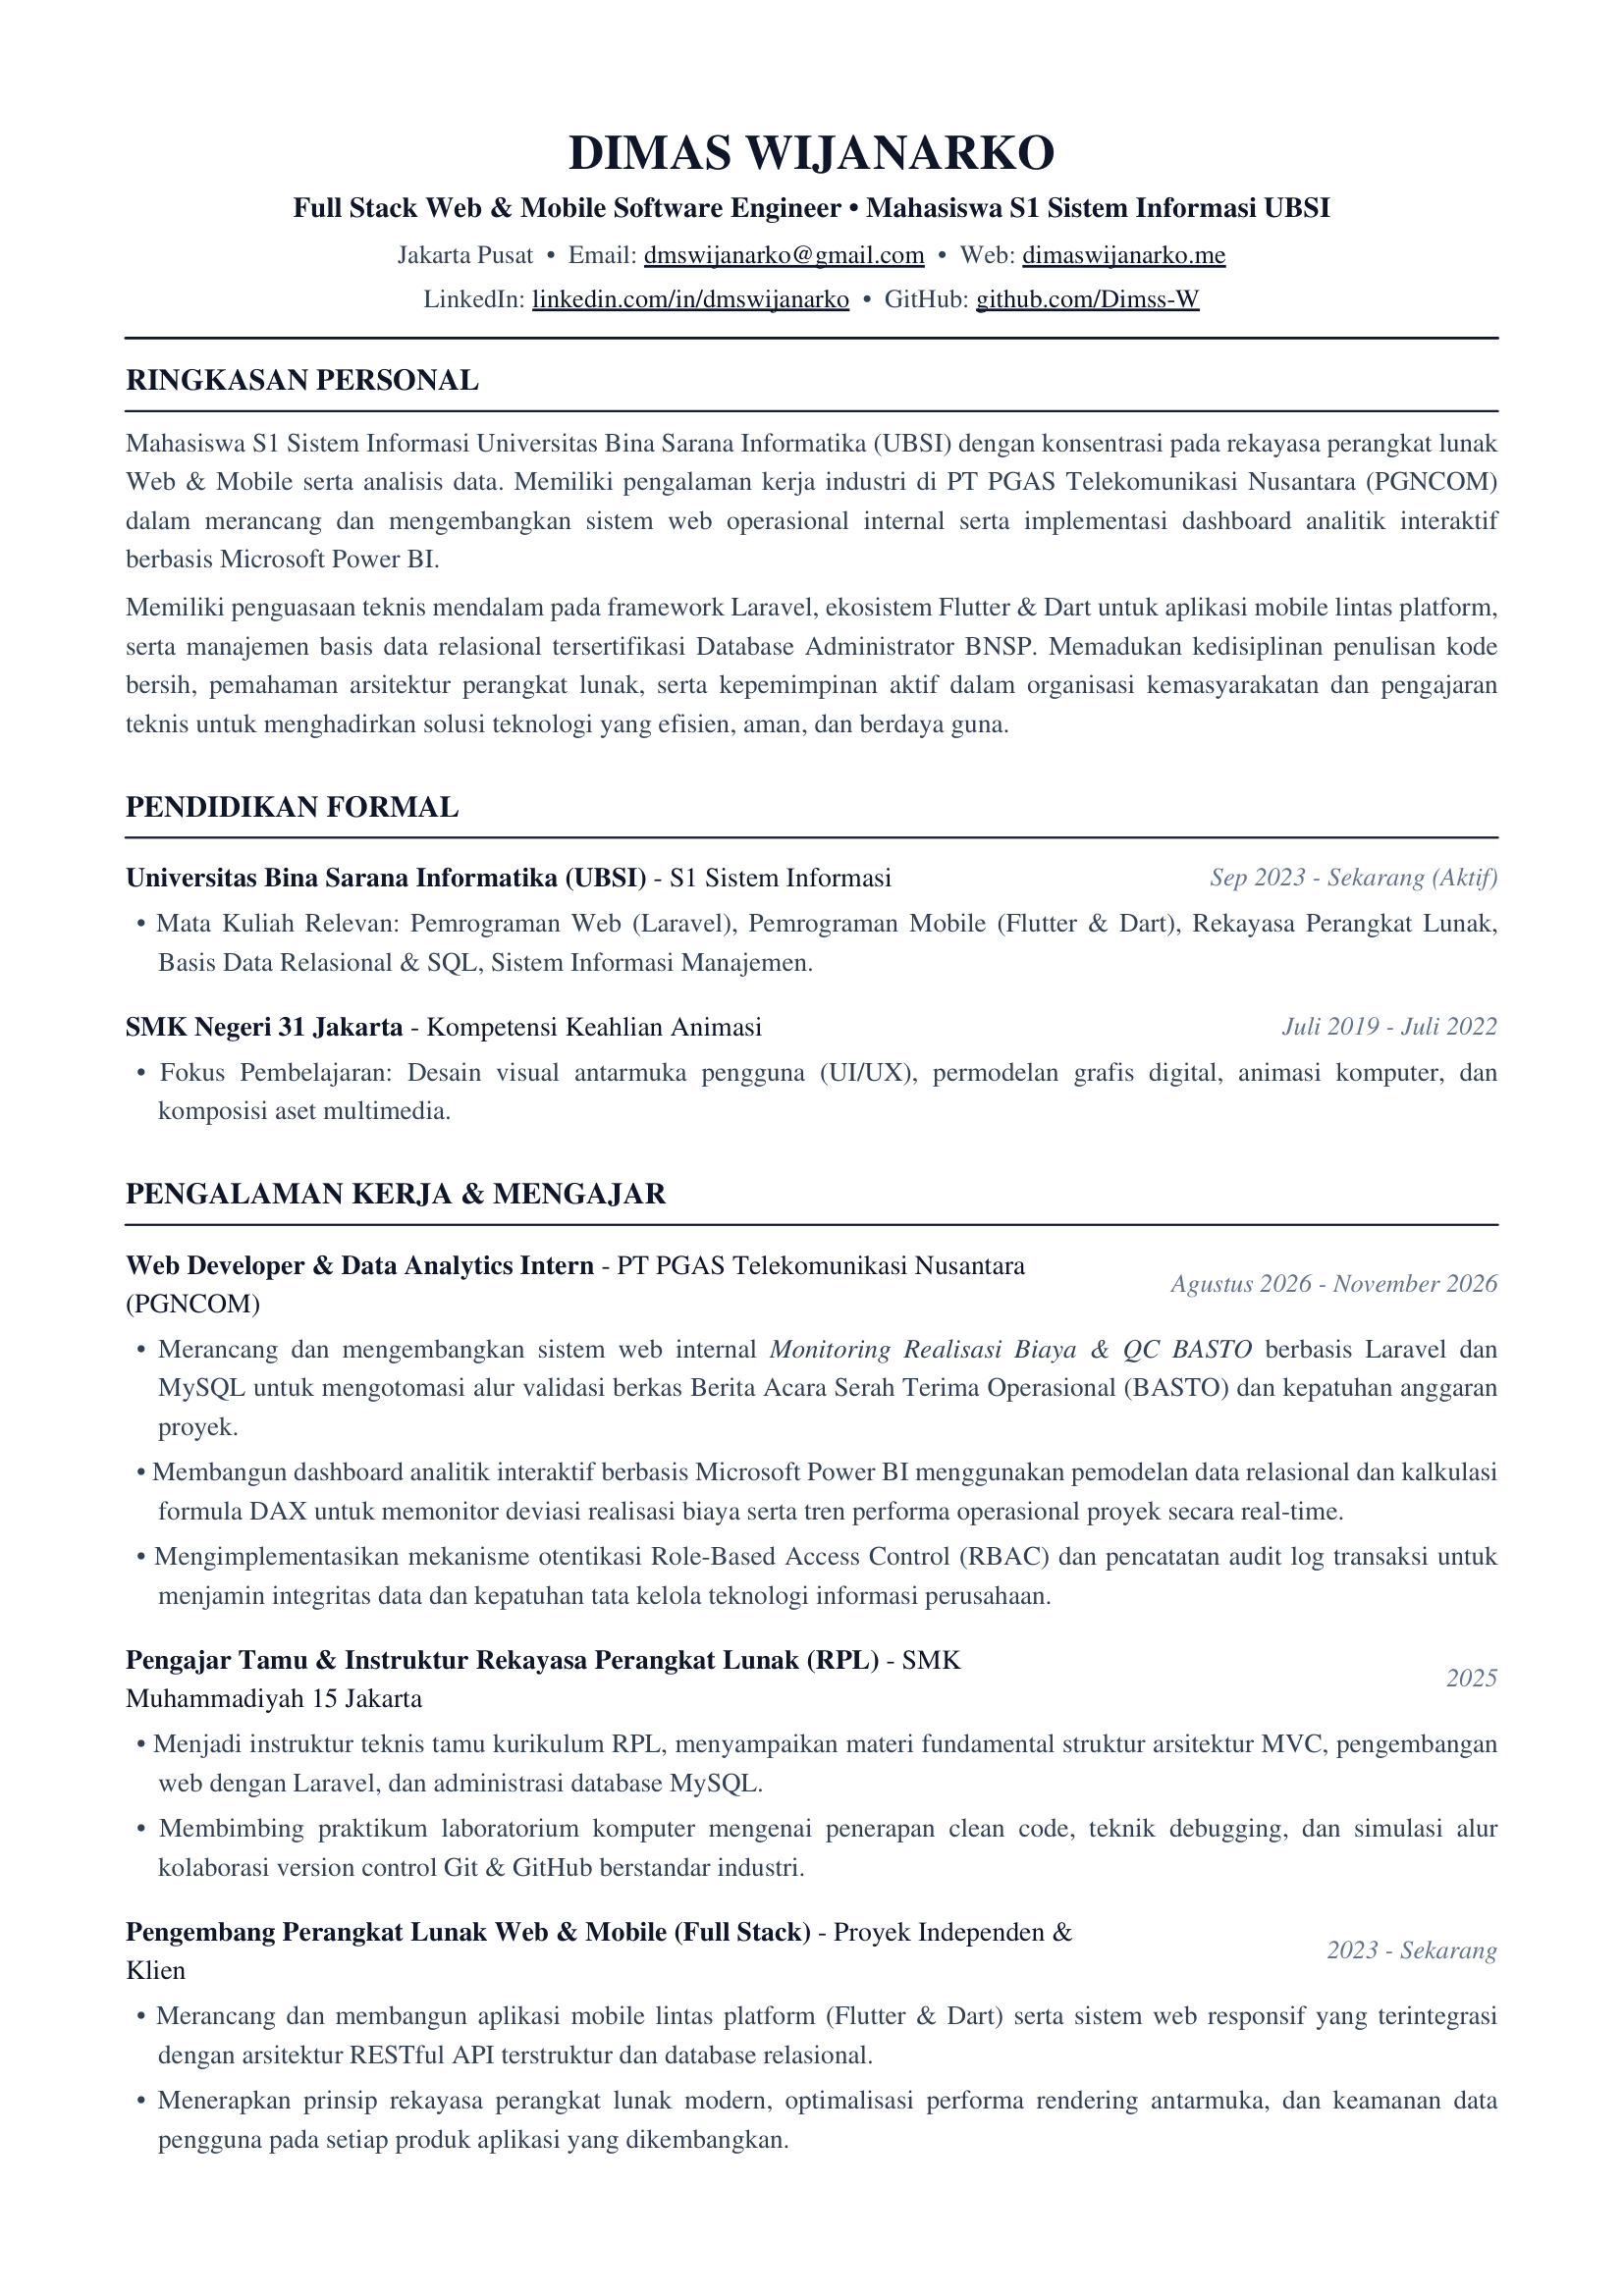 DIMAS WIJANARKO
Full Stack Web & Mobile Software Engineer • Mahasiswa S1 Sistem Informasi UBSI
Jakarta Pusat • Email: dmswijanarko@gmail.com • Web: dimaswijanarko.me
LinkedIn: linkedin.com/in/dmswijanarko • GitHub: github.com/Dimss-W
RINGKASAN PERSONAL
Mahasiswa S1 Sistem Informasi Universitas Bina Sarana Informatika (UBSI) dengan konsentrasi pada rekayasa perangkat lunak
Web & Mobile serta analisis data. Memiliki pengalaman kerja industri di PT PGAS Telekomunikasi Nusantara (PGNCOM)
dalam merancang dan mengembangkan sistem web operasional internal serta implementasi dashboard analitik interaktif
berbasis Microsoft Power BI.
Memiliki penguasaan teknis mendalam pada framework Laravel, ekosistem Flutter & Dart untuk aplikasi mobile lintas platform,
serta manajemen basis data relasional tersertifikasi Database Administrator BNSP. Memadukan kedisiplinan penulisan kode
bersih, pemahaman arsitektur perangkat lunak, serta kepemimpinan aktif dalam organisasi kemasyarakatan dan pengajaran
teknis untuk menghadirkan solusi teknologi yang efisien, aman, dan berdaya guna.
PENDIDIKAN FORMAL
Universitas Bina Sarana Informatika (UBSI) - S1 Sistem Informasi Sep 2023 - Sekarang (Aktif)
• Mata Kuliah Relevan: Pemrograman Web (Laravel), Pemrograman Mobile (Flutter & Dart), Rekayasa Perangkat Lunak,
Basis Data Relasional & SQL, Sistem Informasi Manajemen.
SMK Negeri 31 Jakarta - Kompetensi Keahlian Animasi Juli 2019 - Juli 2022
• Fokus Pembelajaran: Desain visual antarmuka pengguna (UI/UX), permodelan grafis digital, animasi komputer, dan
komposisi aset multimedia.
PENGALAMAN KERJA & MENGAJAR
Web Developer & Data Analytics Intern - PT PGAS Telekomunikasi Nusantara
(PGNCOM) Agustus 2026 - November 2026
• Merancang dan mengembangkan sistem web internal Monitoring Realisasi Biaya & QC BASTO berbasis Laravel dan
MySQL untuk mengotomasi alur validasi berkas Berita Acara Serah Terima Operasional (BASTO) dan kepatuhan anggaran
proyek.
• Membangun dashboard analitik interaktif berbasis Microsoft Power BI menggunakan pemodelan data relasional dan kalkulasi
formula DAX untuk memonitor deviasi realisasi biaya serta tren performa operasional proyek secara real-time.
• Mengimplementasikan mekanisme otentikasi Role-Based Access Control (RBAC) dan pencatatan audit log transaksi untuk
menjamin integritas data dan kepatuhan tata kelola teknologi informasi perusahaan.
Pengajar Tamu & Instruktur Rekayasa Perangkat Lunak (RPL) - SMK
Muhammadiyah 15 Jakarta 2025
• Menjadi instruktur teknis tamu kurikulum RPL, menyampaikan materi fundamental struktur arsitektur MVC, pengembangan
web dengan Laravel, dan administrasi database MySQL.
• Membimbing praktikum laboratorium komputer mengenai penerapan clean code, teknik debugging, dan simulasi alur
kolaborasi version control Git & GitHub berstandar industri.
Pengembang Perangkat Lunak Web & Mobile (Full Stack) - Proyek Independen &
Klien 2023 - Sekarang
• Merancang dan membangun aplikasi mobile lintas platform (Flutter & Dart) serta sistem web responsif yang terintegrasi
dengan arsitektur RESTful API terstruktur dan database relasional.
• Menerapkan prinsip rekayasa perangkat lunak modern, optimalisasi performa rendering antarmuka, dan keamanan data
pengguna pada setiap produk aplikasi yang dikembangkan.